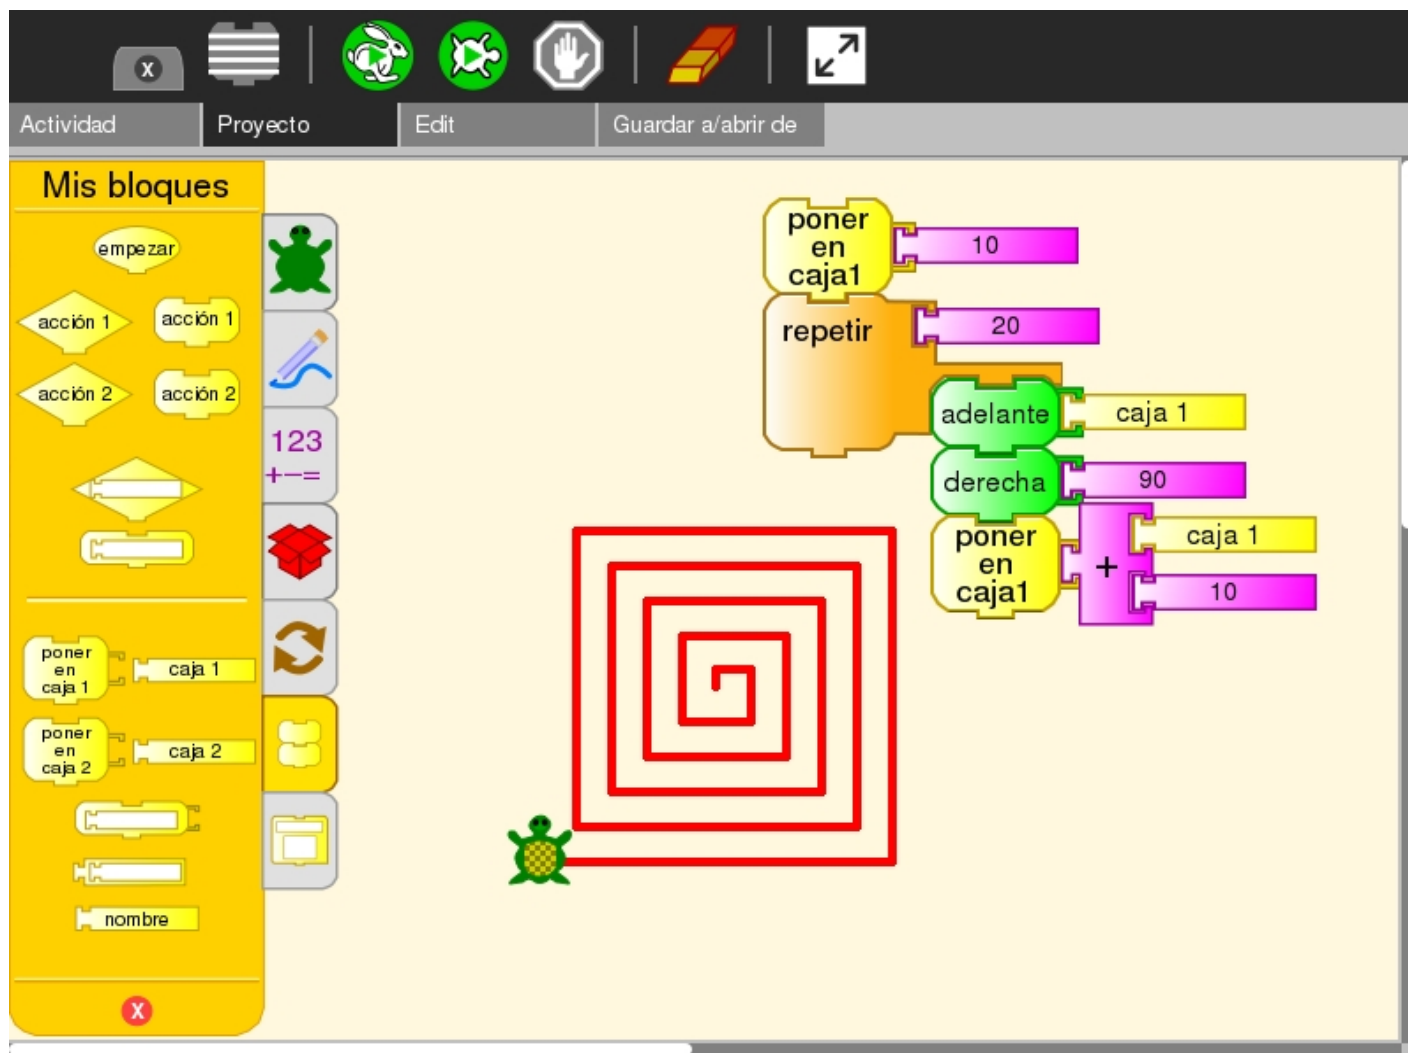 X
Actividad
Proyecto
Edit
Guardar a/abrir de
Mis bloques
empezar
acción 1
acción 1
acción 2
acción 2
poner
en
caja 1
caja 1
poner
en
caja 2
caja 2
nombre
X
123
+−=
poner
en
caja1
10
repetir
20
adelante
caja 1
derecha
90
poner
en
caja1
+
caja 1
10